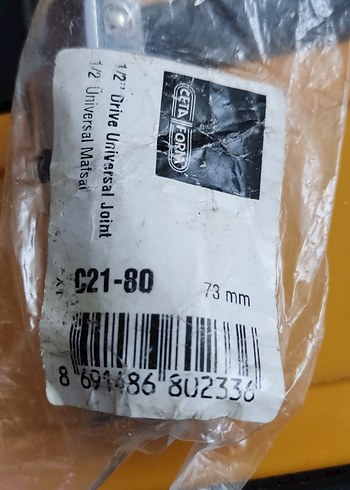 CETA
FORM
1/2" Drive Universal Joint
1/2 Üniversal Mafsal
C21-80
73 mm
8 691486 802336